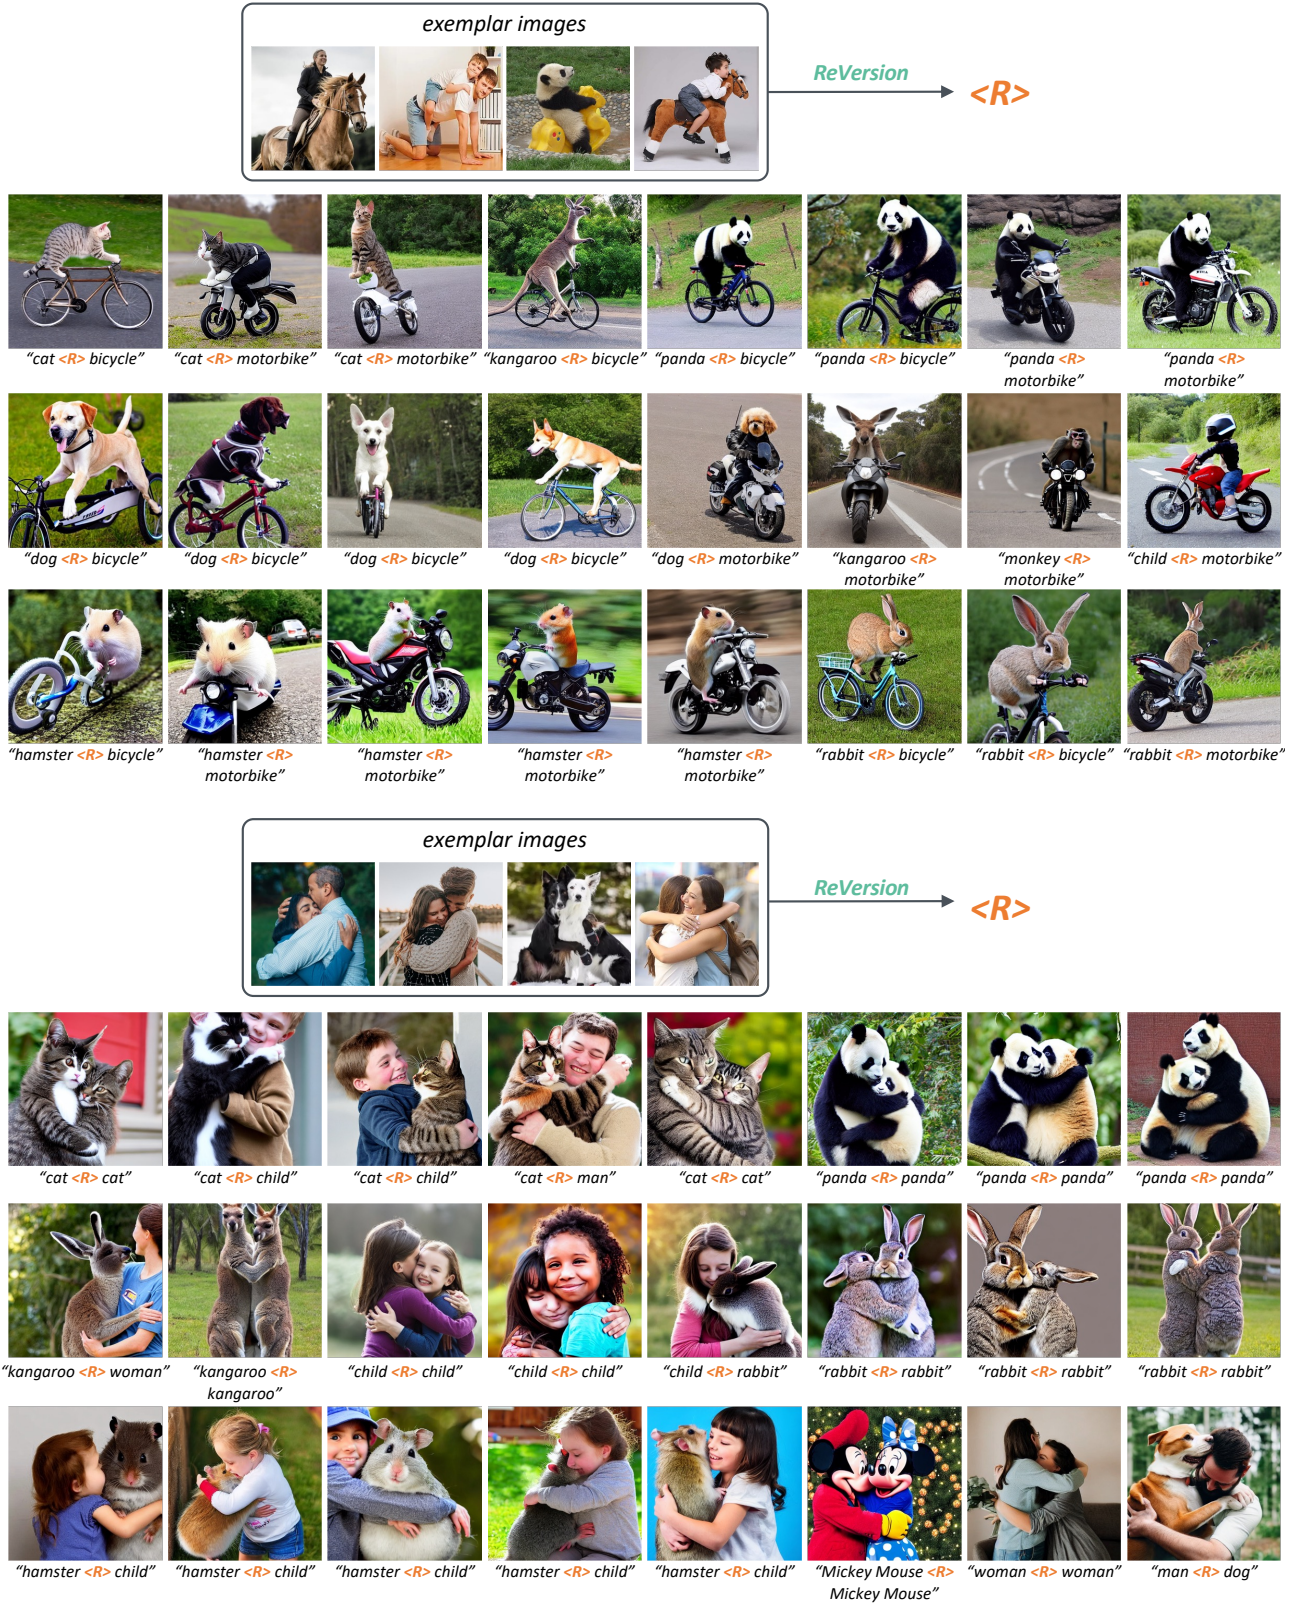 exemplar images
ReVersion
<R>
“cat <R> bicycle” “cat <R> motorbike” “cat <R> motorbike” “kangaroo <R> bicycle” “panda <R> bicycle” “panda <R> bicycle” “panda <R> motorbike” “panda <R> motorbike”
“dog <R> bicycle” “dog <R> bicycle” “dog <R> bicycle” “dog <R> bicycle” “dog <R> motorbike” “kangaroo <R> motorbike” “monkey <R> motorbike” “child <R> motorbike”
“hamster <R> bicycle” “hamster <R> motorbike” “hamster <R> motorbike” “hamster <R> motorbike” “hamster <R> motorbike” “rabbit <R> bicycle” “rabbit <R> bicycle” “rabbit <R> motorbike”
exemplar images
ReVersion
<R>
“cat <R> cat” “cat <R> child” “cat <R> child” “cat <R> man” “cat <R> cat” “panda <R> panda” “panda <R> panda” “panda <R> panda”
“kangaroo <R> woman” “kangaroo <R> kangaroo” “child <R> child” “child <R> child” “child <R> rabbit” “rabbit <R> rabbit” “rabbit <R> rabbit” “rabbit <R> rabbit”
“hamster <R> child” “hamster <R> child” “hamster <R> child” “hamster <R> child” “hamster <R> child” “Mickey Mouse <R> Mickey Mouse” “woman <R> woman” “man <R> dog”